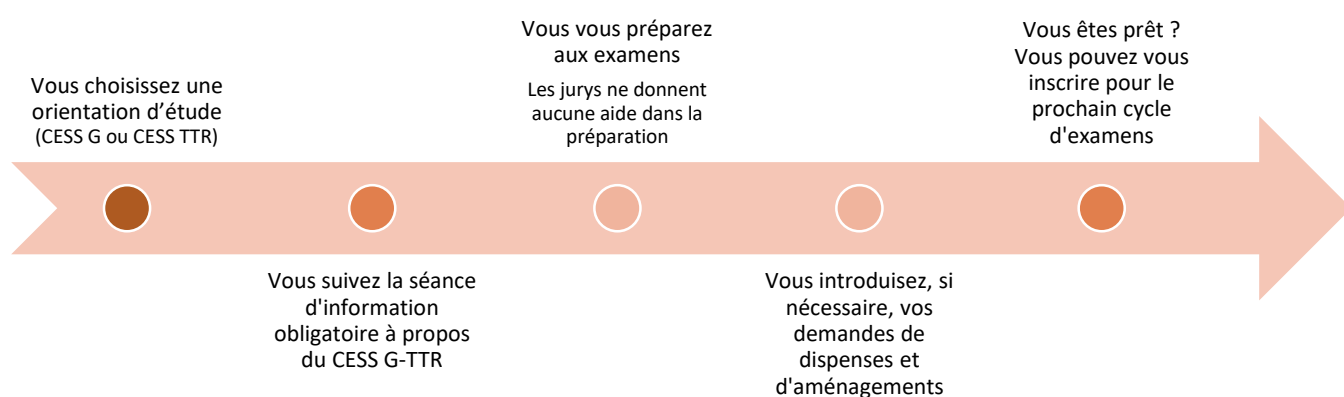 Vous choisissez une
orientation d'étude
(CESS G ou CESS TTR)
Vous suivez la séance
d'information
obligatoire à propos
du CESS G-TTR
Vous vous préparez
aux examens
Les jurys ne donnent
aucune aide dans la
préparation
Vous introduisez, si
nécessaire, vos
demandes de
dispenses et
d'aménagements
Vous êtes prêt ?
Vous pouvez vous
inscrire pour le
prochain cycle
d'examens